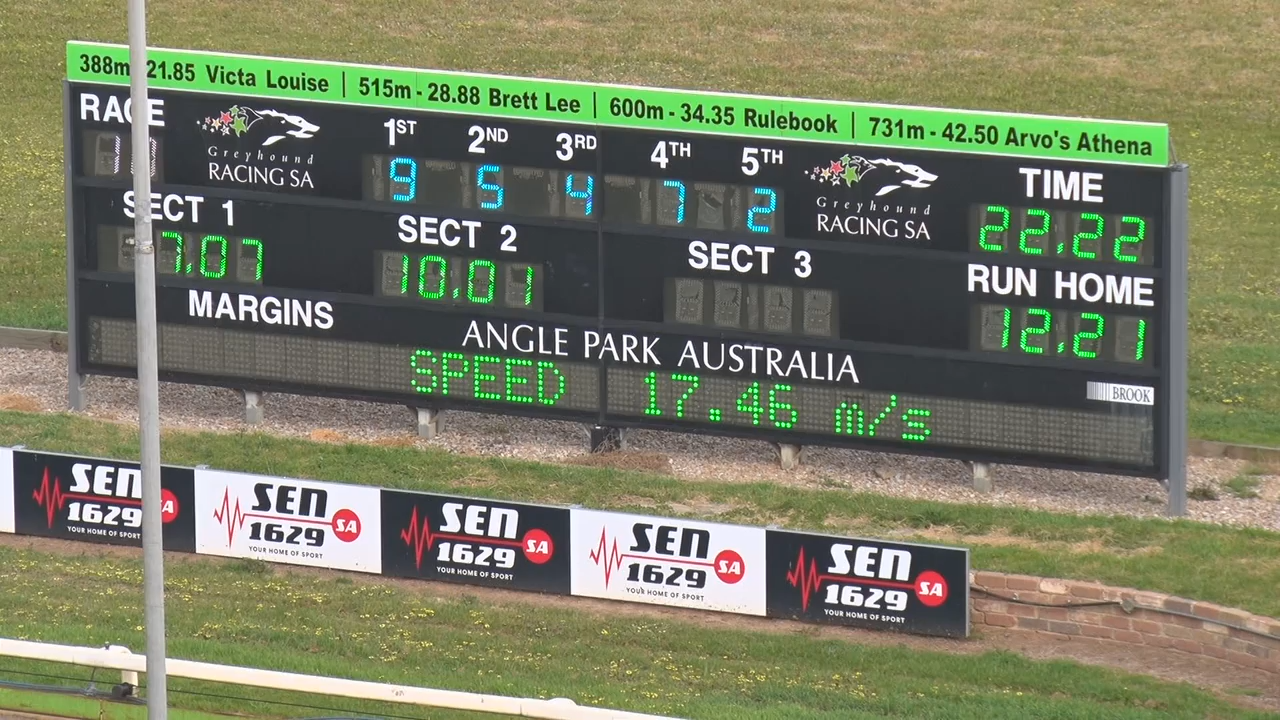 388m 21.85 Victa Louise | 515m - 28.88 Brett Lee | 600m - 34.35 Rulebook | 731m - 42.50 Arvo's Athena
RACE
Greyhound
RACING SA
1ST 2ND 3RD 4TH 5TH
9 5 4 7 2
Greyhound
RACING SA
TIME
22.22
SECT 1
7.07
SECT 2
10.01
SECT 3
RUN HOME
12.21
MARGINS
ANGLE PARK AUSTRALIA
BROOK
SPEED 17.46 m/s
SEN
1629 SA
YOUR HOME OF SPORT
SEN
1629 SA
YOUR HOME OF SPORT
SEN
1629 SA
YOUR HOME OF SPORT
SEN
1629 SA
YOUR HOME OF SPORT
SEN
1629 SA
YOUR HOME OF SPORT